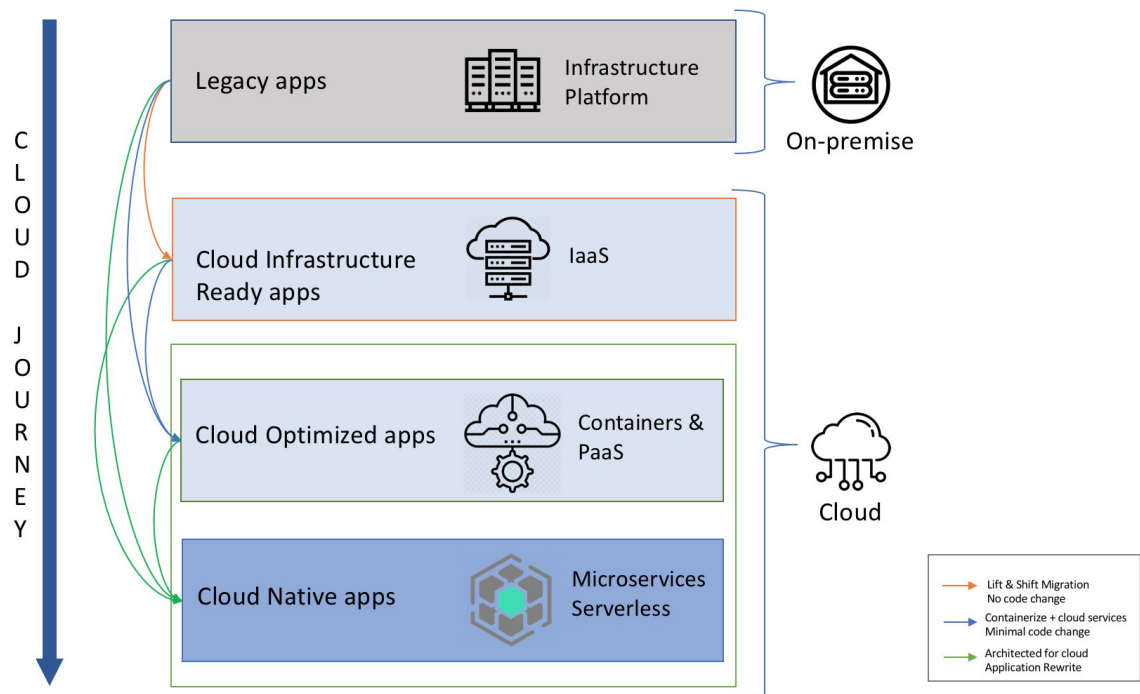 CLOUD JOURNEY
Legacy apps
Infrastructure
Platform
On-premise
Cloud Infrastructure
Ready apps
IaaS
Cloud Optimized apps
Containers &
PaaS
Cloud
Cloud Native apps
Microservices
Serverless
Lift & Shift Migration
No code change
Containerize + cloud services
Minimal code change
Architected for cloud
Application Rewrite